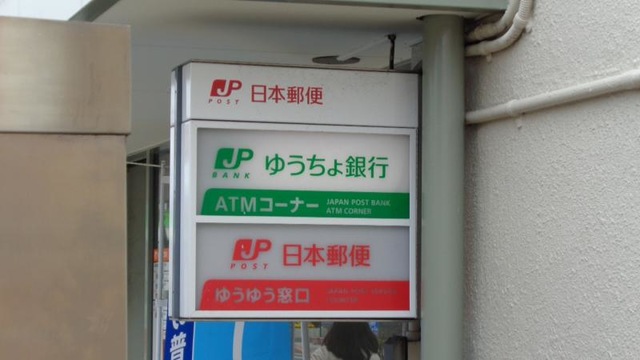 JP POST 日本郵便
JP BANK ゆうちょ銀行
ATMコーナー JAPAN POST BANK
ATM CORNER
JP POST 日本郵便
ゆうゆう窓口
普